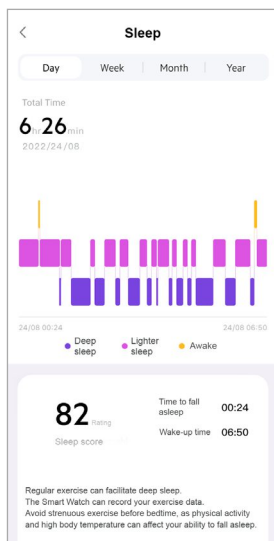 Sleep
Day Week Month Year
Total Time
6 hr 26 min
2022/24/08
24/08 00:24 24/08 06:50
Deep sleep Lighter sleep Awake
82 Rating
Sleep score
Time to fall asleep 00:24
Wake-up time 06:50
Regular exercise can facilitate deep sleep.
The Smart Watch can record your exercise data.
Avoid strenuous exercise before bedtime, as physical activity
and high body temperature can affect your ability to fall asleep.